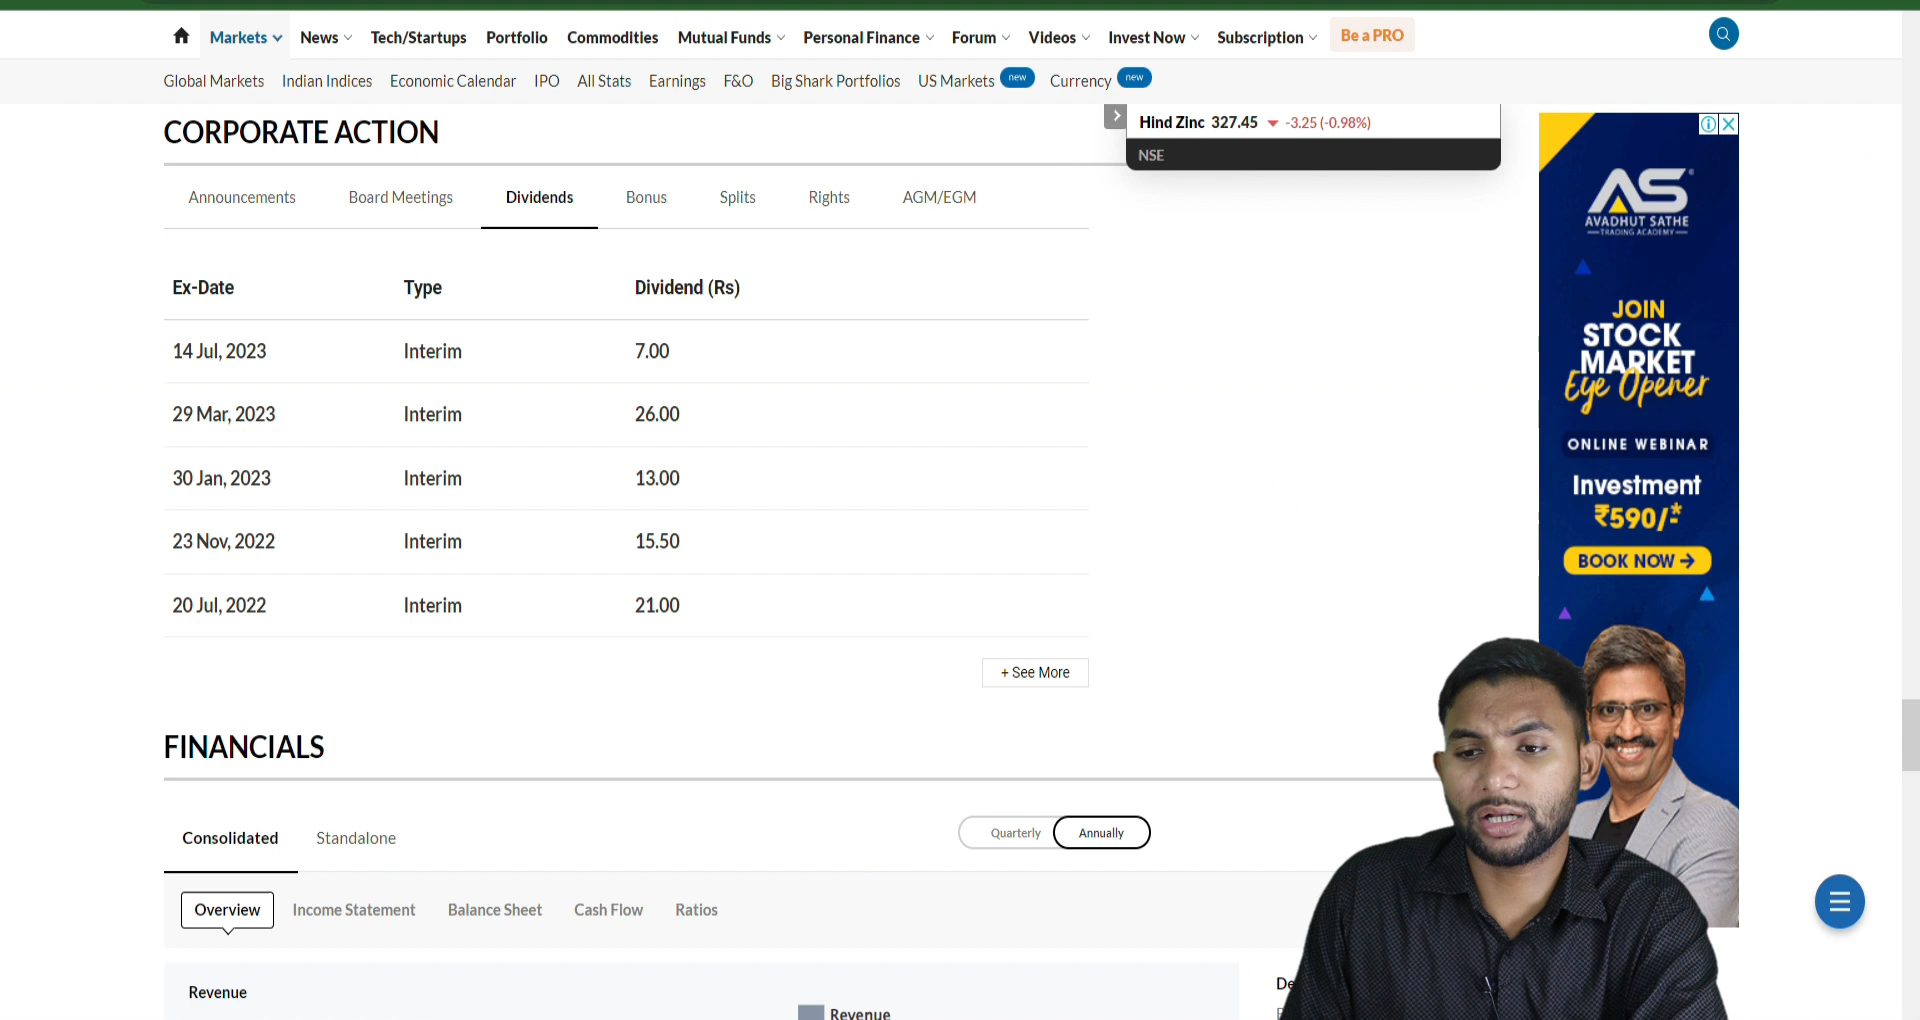 Markets News Tech/Startups Portfolio Commodities Mutual Funds Personal Finance Forum Videos Invest Now Subscription Be a PRO
Global Markets Indian Indices Economic Calendar IPO All Stats Earnings F&O Big Shark Portfolios US Markets new Currency new
CORPORATE ACTION
Hind Zinc 327.45 -3.25 (-0.98%)
NSE
Announcements Board Meetings Dividends Bonus Splits Rights AGM/EGM
Ex-Date Type Dividend (Rs)
14 Jul, 2023 Interim 7.00
29 Mar, 2023 Interim 26.00
30 Jan, 2023 Interim 13.00
23 Nov, 2022 Interim 15.50
20 Jul, 2022 Interim 21.00
+ See More
FINANCIALS
Consolidated Standalone
Quarterly Annually
Overview Income Statement Balance Sheet Cash Flow Ratios
Revenue
Revenue
AS
AVADHUT SATHE
TRADING ACADEMY
JOIN
STOCK
MARKET
Eye Opener
ONLINE WEBINAR
Investment
₹590/-*
BOOK NOW →